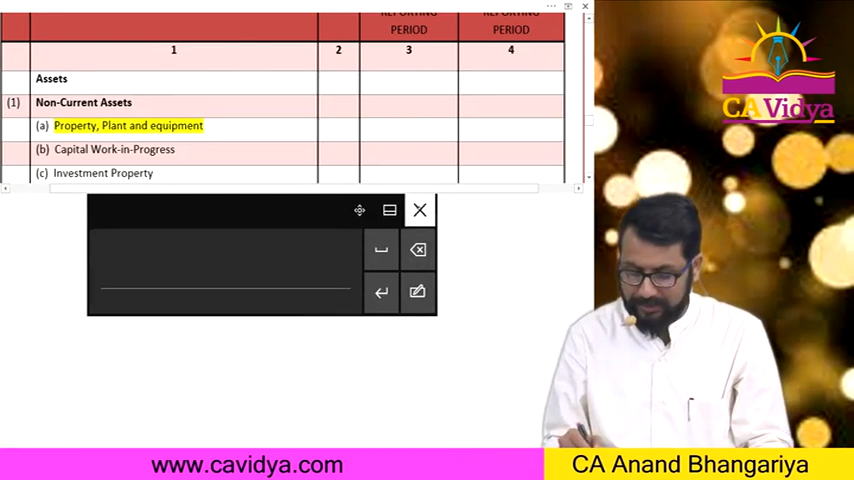 REPORTING REPORTING
PERIOD PERIOD
1 2 3 4
Assets
(1) Non-Current Assets
(a) Property, Plant and equipment
(b) Capital Work-in-Progress
(c) Investment Property
CA Vidya
www.cavidya.com
CA Anand Bhangariya